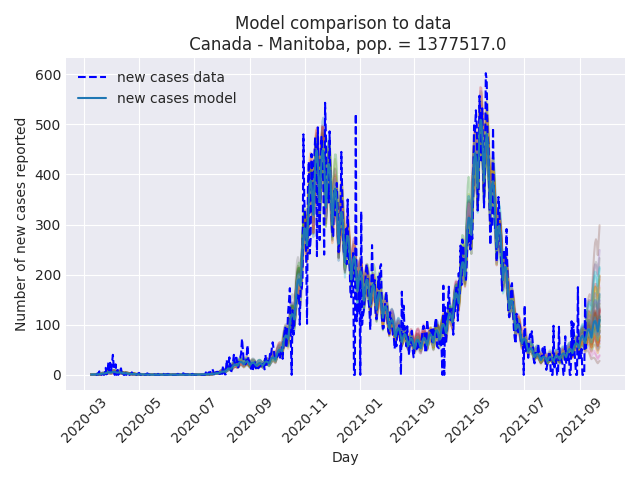 Model comparison to data
Canada - Manitoba, pop. = 1377517.0
new cases data
new cases model
Number of new cases reported
600
500
400
300
200
100
0
2020-03
2020-05
2020-07
2020-09
2020-11
2021-01
2021-03
2021-05
2021-07
2021-09
Day